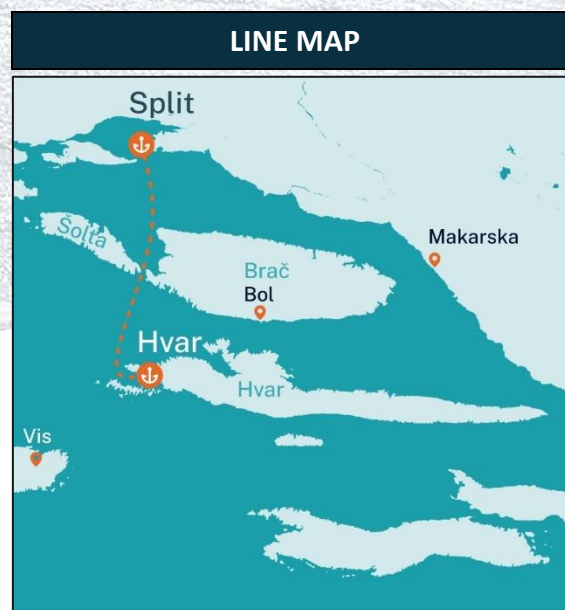 LINE MAP
Split
Šolta
Makarska
Brač
Bol
Hvar
Hvar
Vis